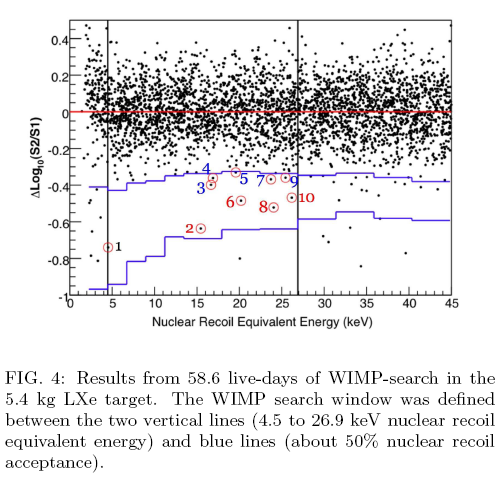 0.4
0.2
0
-0.2
-0.4
-0.6
-0.8
-1
ΔLog₁₀(S2/S1)
1
2
3
4
5
6
7
8
9
10
0 5 10 15 20 25 30 35 40 45
Nuclear Recoil Equivalent Energy (keV)
FIG. 4: Results from 58.6 live-days of WIMP-search in the
5.4 kg LXe target. The WIMP search window was defined
between the two vertical lines (4.5 to 26.9 keV nuclear recoil
equivalent energy) and blue lines (about 50% nuclear recoil
acceptance).